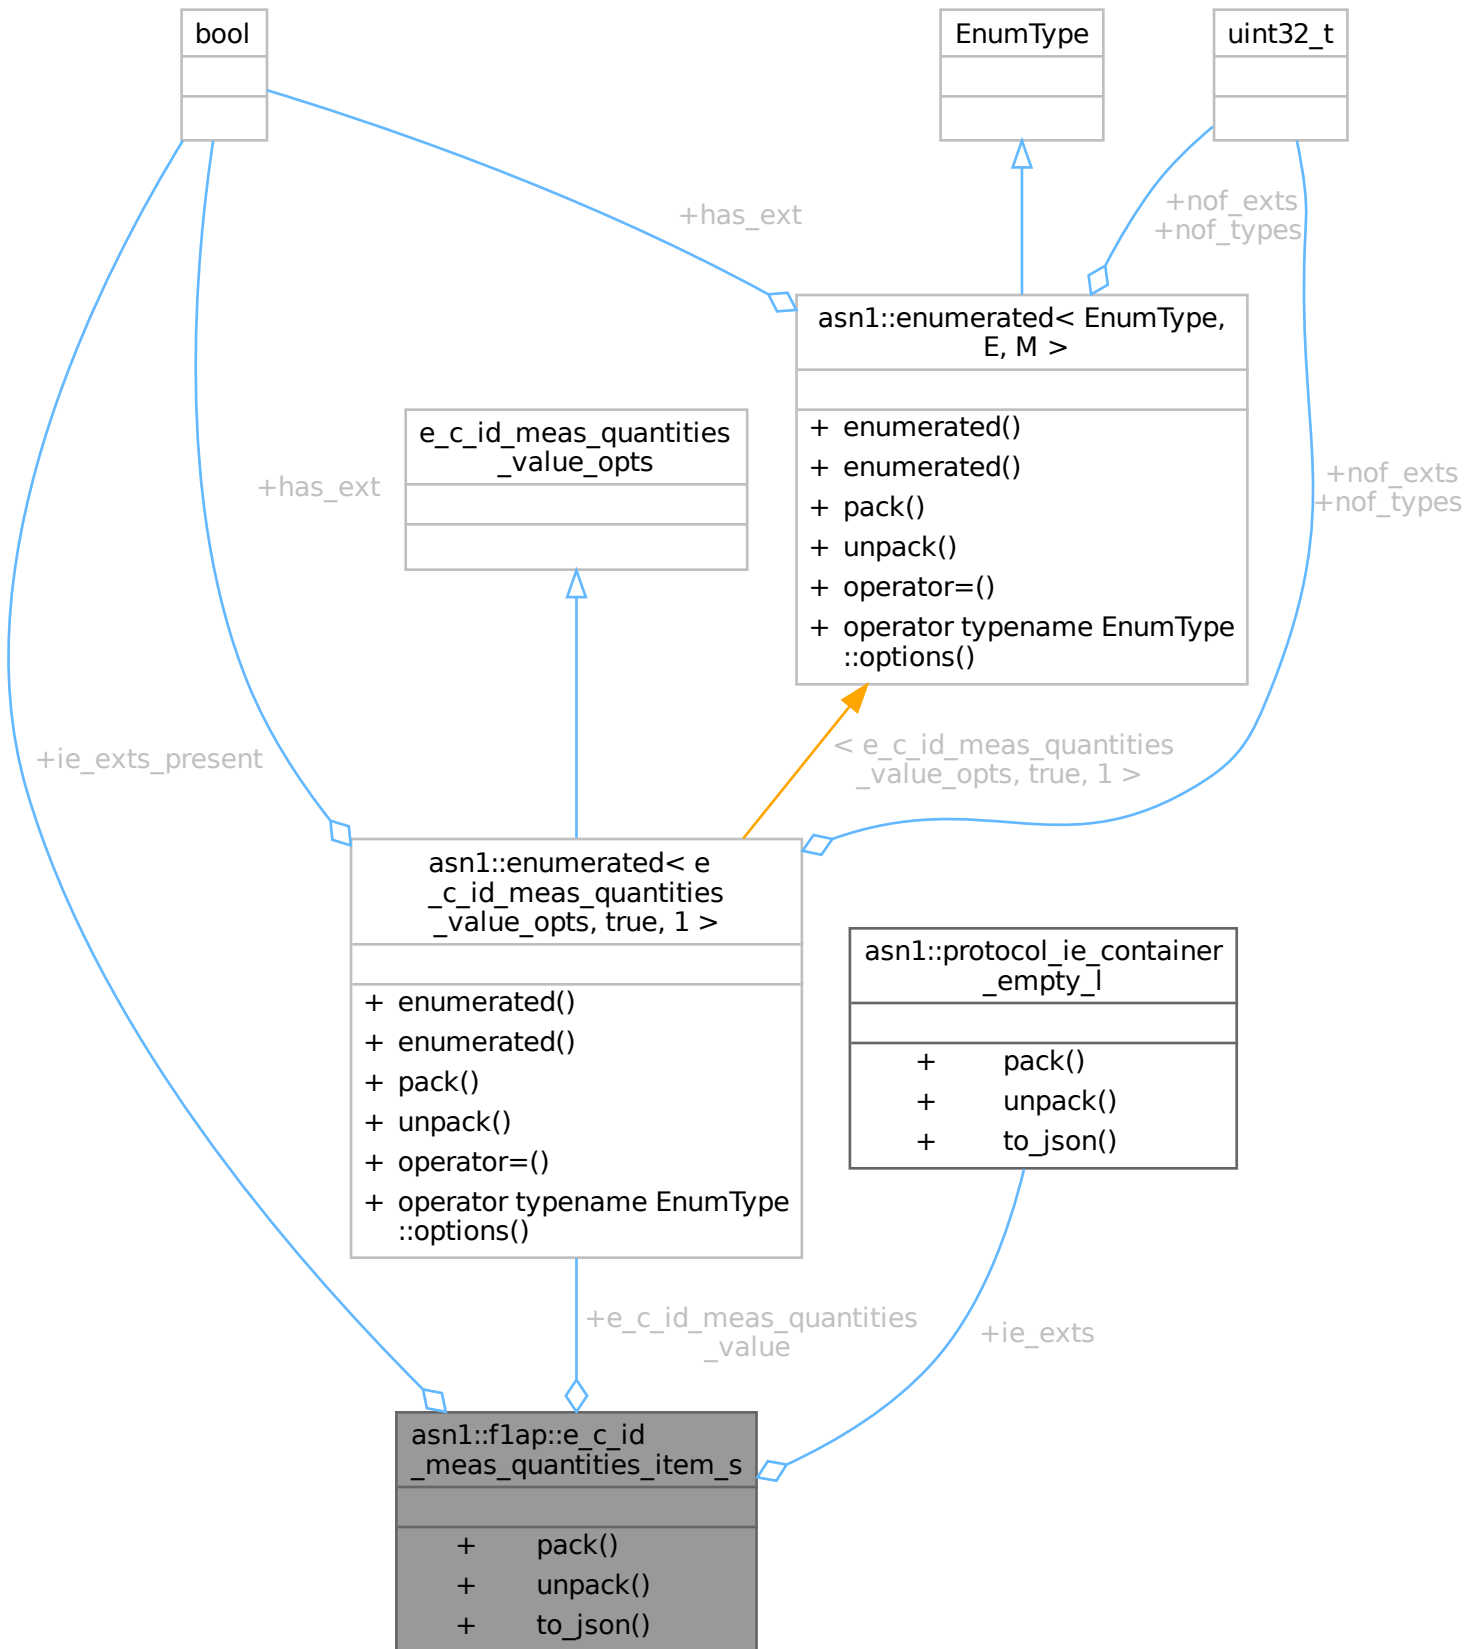 bool
EnumType
uint32_t
+has_ext
+nof_exts
+nof_types
asn1::enumerated< EnumType,
E, M >
+ enumerated()
+ enumerated()
+ pack()
+ unpack()
+ operator=()
+ operator typename EnumType
::options()
e_c_id_meas_quantities
_value_opts
+has_ext
+nof_exts
+nof_types
+ie_exts_present
< e_c_id_meas_quantities
_value_opts, true, 1 >
asn1::enumerated< e
_c_id_meas_quantities
_value_opts, true, 1 >
+ enumerated()
+ enumerated()
+ pack()
+ unpack()
+ operator=()
+ operator typename EnumType
::options()
asn1::protocol_ie_container
_empty_l
+ pack()
+ unpack()
+ to_json()
+e_c_id_meas_quantities
_value
+ie_exts
asn1::f1ap::e_c_id
_meas_quantities_item_s
+ pack()
+ unpack()
+ to_json()